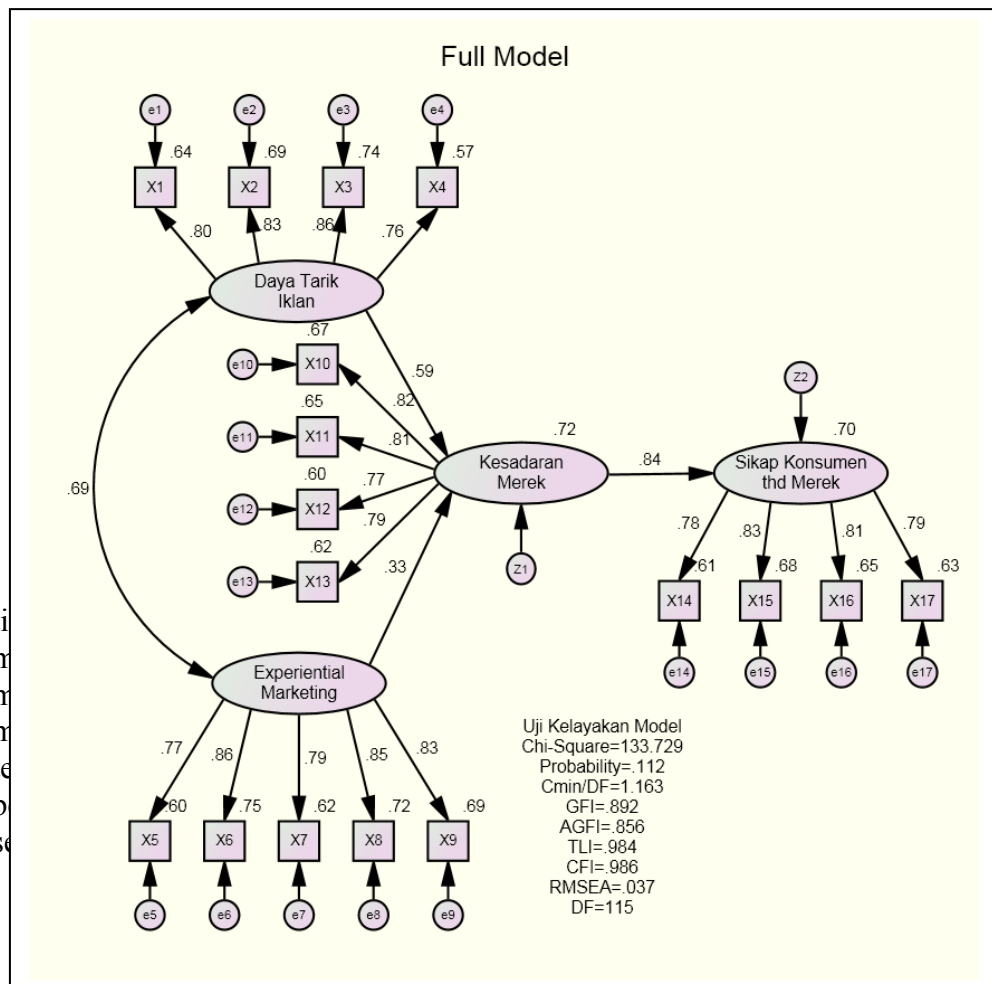 Full Model
e1
e2
e3
e4
.64
.69
.74
.57
X1
X2
X3
X4
.80
.83
.86
.76
Daya Tarik
Iklan
.67
e10
X10
.59
.82
.65
e11
X11
.81
.72
Z2
.70
Kesadaran
Merek
.84
Sikap Konsumen
thd Merek
.60
.77
e12
X12
.79
.69
.62
e13
X13
.33
Z1
.78
.83
.81
.79
.61
.68
.65
.63
X14
X15
X16
X17
e14
e15
e16
e17
Experiential
Marketing
.77
.86
.79
.85
.83
.60
.75
.62
.72
.69
X5
X6
X7
X8
X9
e5
e6
e7
e8
e9
Uji Kelayakan Model
Chi-Square=133.729
Probability=.112
Cmin/DF=1.163
GFI=.892
AGFI=.856
TLI=.984
CFI=.986
RMSEA=.037
DF=115